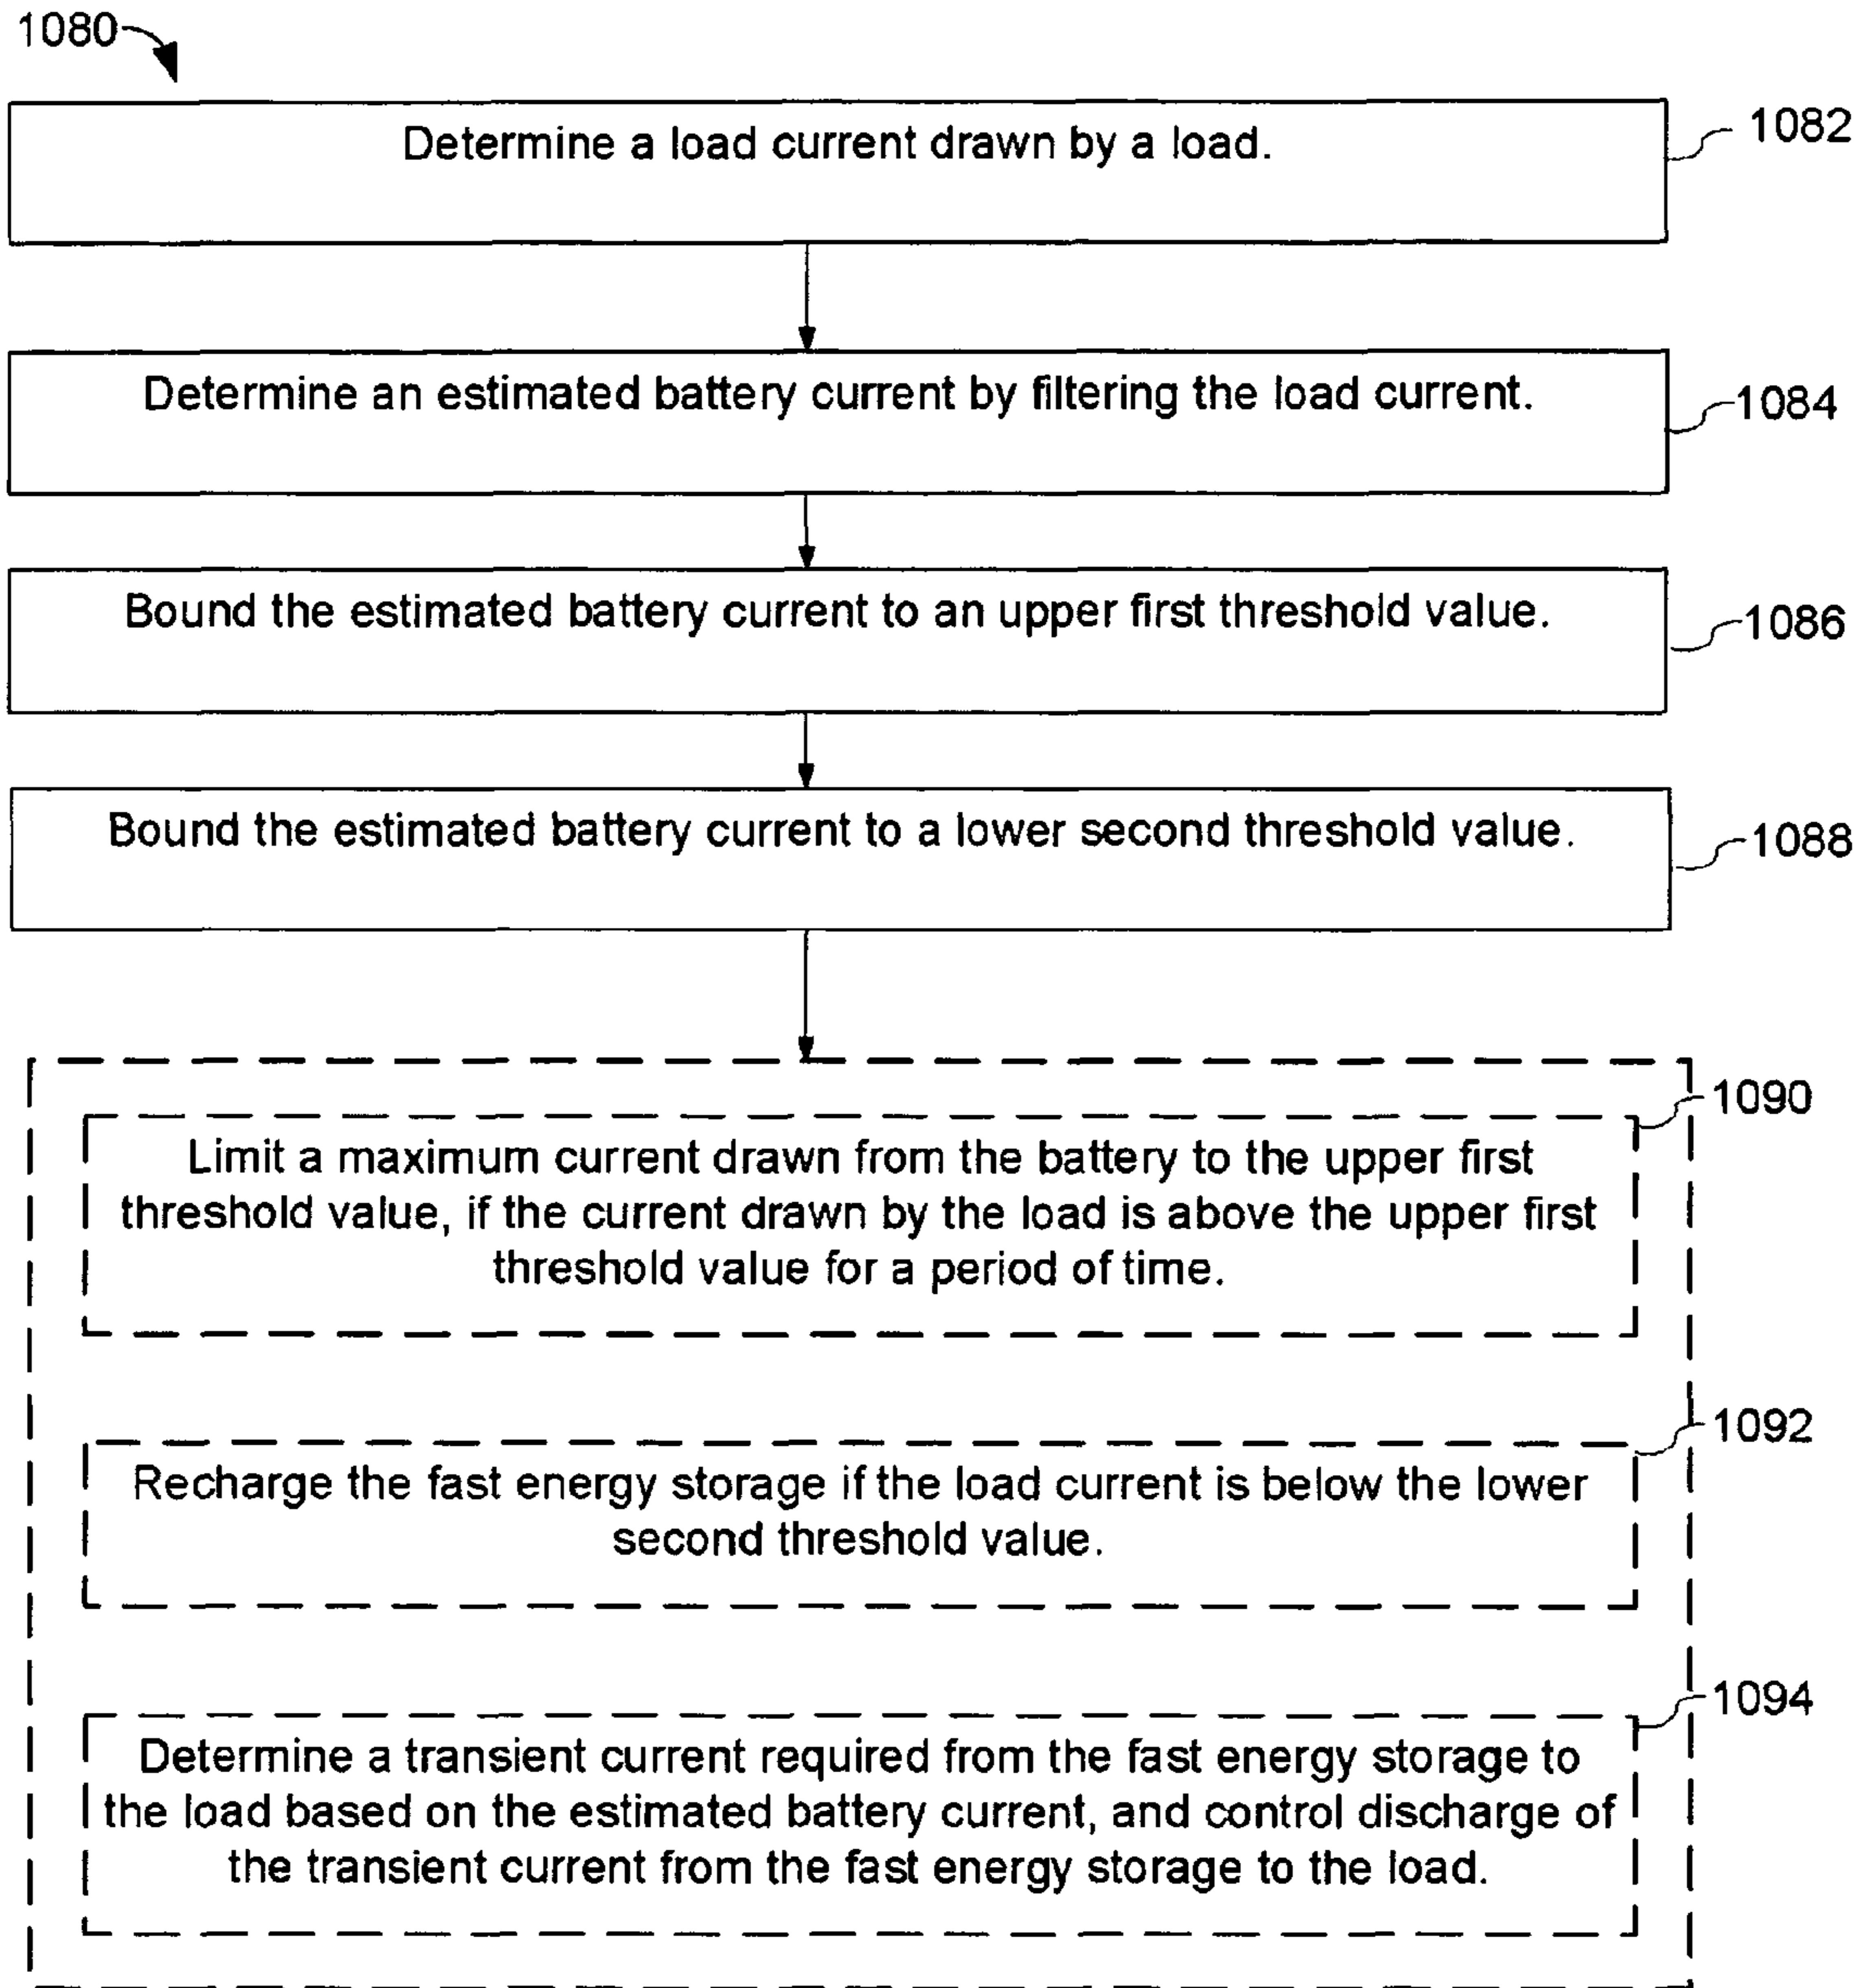 1080
Determine a load current drawn by a load.
1082
Determine an estimated battery current by filtering the load current.
1084
Bound the estimated battery current to an upper first threshold value.
1086
Bound the estimated battery current to a lower second threshold value.
1088
1090
Limit a maximum current drawn from the battery to the upper first
threshold value, if the current drawn by the load is above the upper first
threshold value for a period of time.
1092
Recharge the fast energy storage if the load current is below the lower
second threshold value.
1094
Determine a transient current required from the fast energy storage to
the load based on the estimated battery current, and control discharge of
the transient current from the fast energy storage to the load.